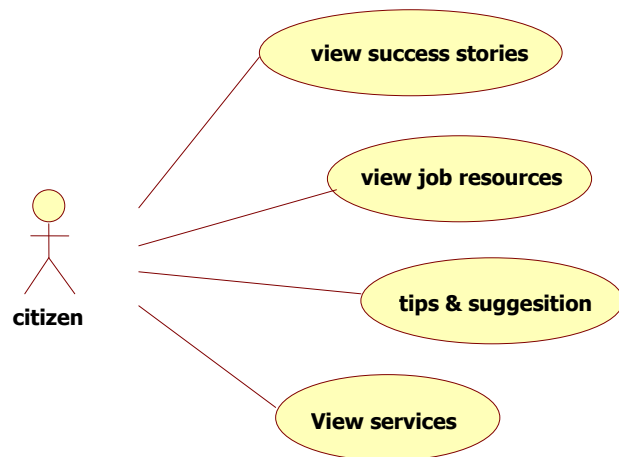 view success stories
view job resources
tips & suggesition
citizen
View services